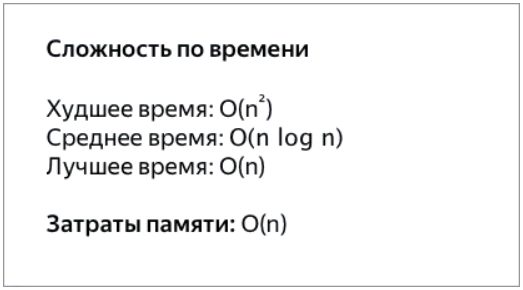 Сложность по времени
Худшее время: O(n²)
Среднее время: O(n log n)
Лучшее время: O(n)
Затраты памяти: O(n)